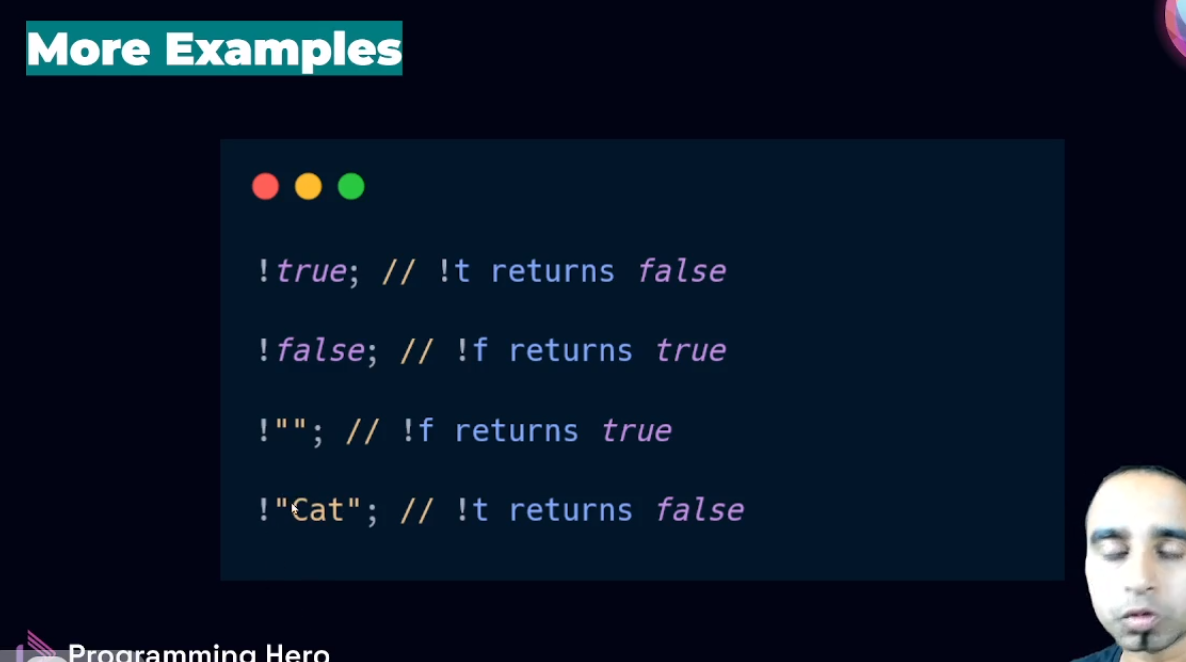 More Examples
!true; // !t returns false
!false; // !f returns true
!""; // !f returns true
!"Cat"; // !t returns false
Programming Hero